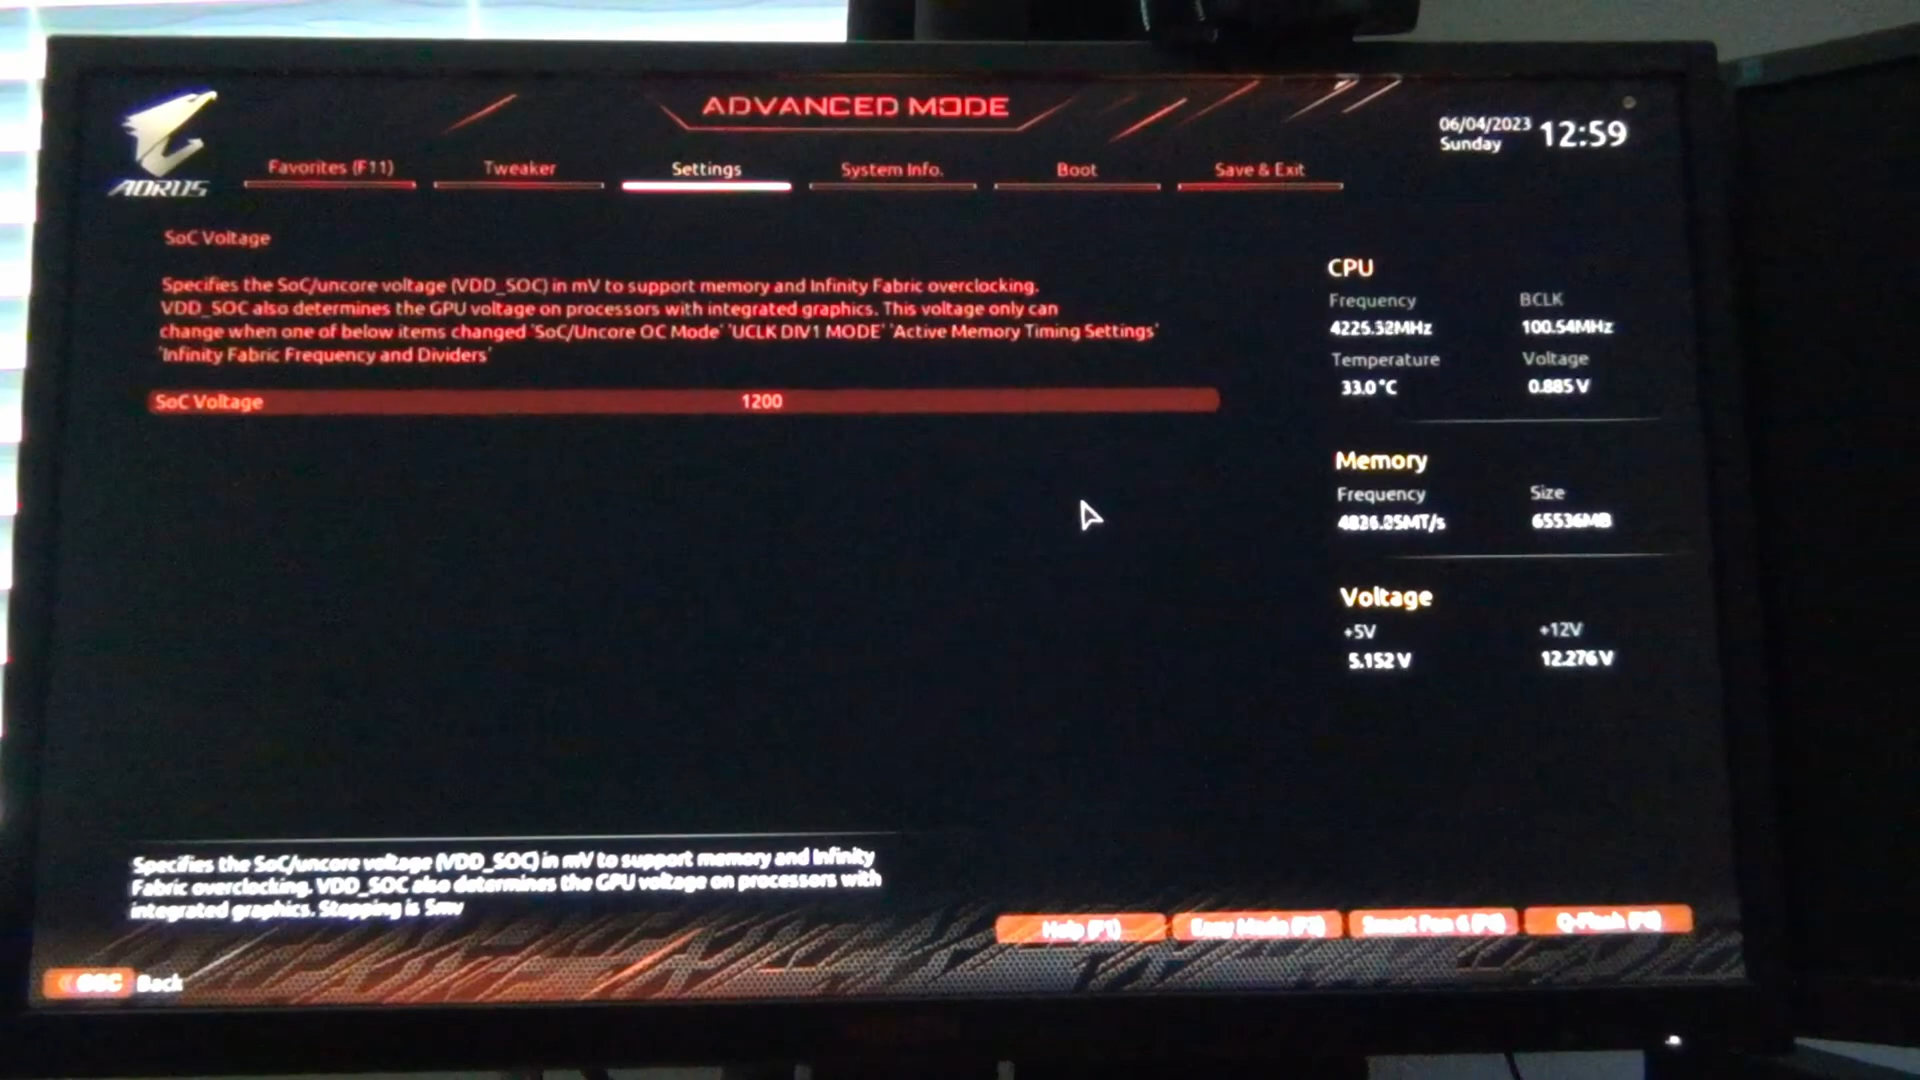 ADVANCED MODE
06/04/2023
Sunday
12:59
AORUS
Favorites (F11)
Tweaker
Settings
System Info.
Boot
Save & Exit
SoC Voltage
Specifies the SoC/uncore voltage (VDD_SOC) in mV to support memory and Infinity Fabric overclocking.
VDD_SOC also determines the GPU voltage on processors with integrated graphics. This voltage only can
change when one of below items changed 'SoC/Uncore OC Mode' 'UCLK DIV1 MODE' 'Active Memory Timing Settings'
'Infinity Fabric Frequency and Dividers'
SoC Voltage 1200
CPU
Frequency BCLK
4225.32MHz 100.54MHz
Temperature Voltage
33.0 °C 0.885 V
Memory
Frequency Size
4826.05MT/s 65536MB
Voltage
+5V +12V
5.152 V 12.276 V
Specifies the SoC/uncore voltage (VDD_SOC) in mV to support memory and Infinity
Fabric overclocking. VDD_SOC also determines the GPU voltage on processors with
integrated graphics. Stepping is 5mv
Help (F1)
Easy Mode (F2)
Smart Fan 6 (F6)
Q-Flash (F8)
ESC Back